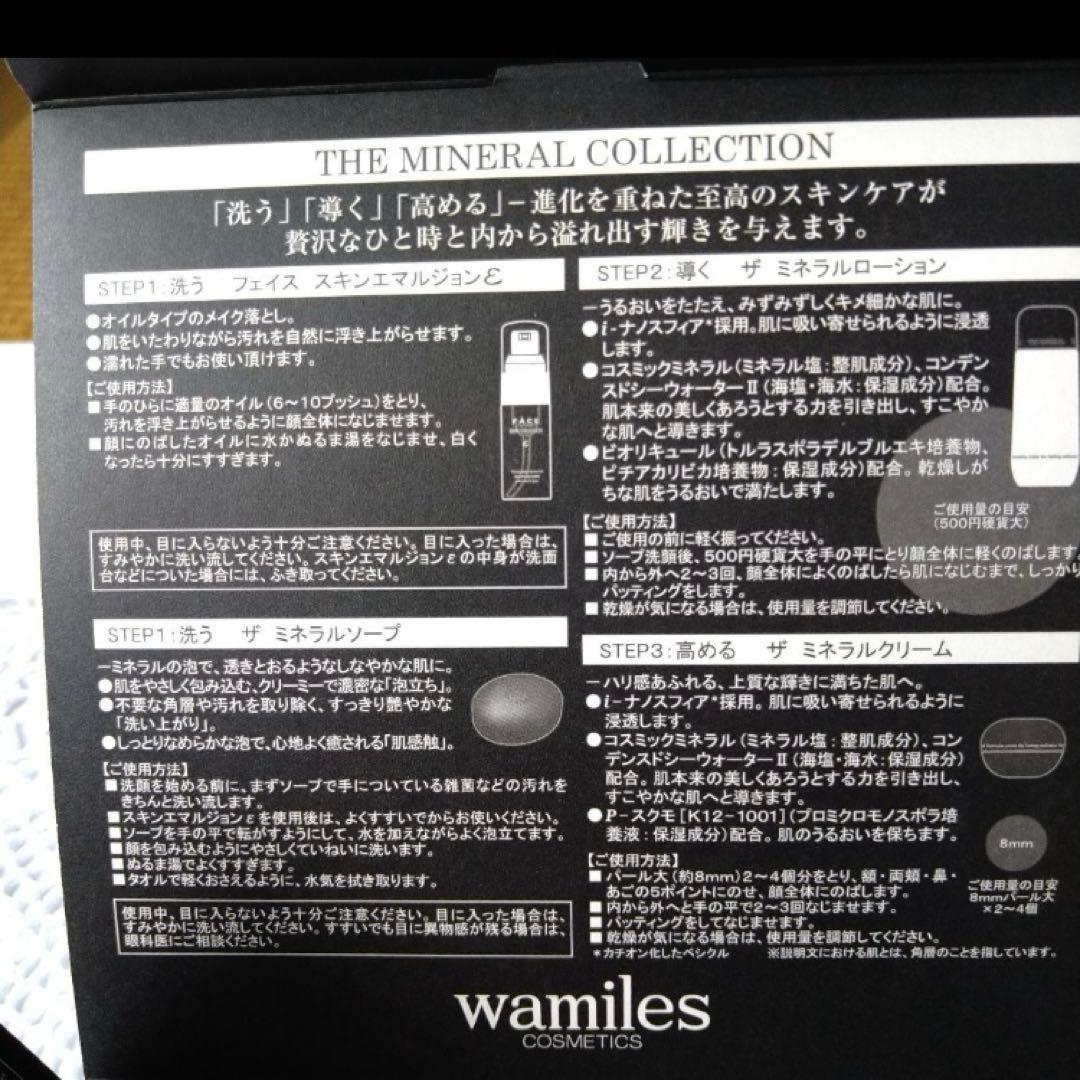 THE MINERAL COLLECTION
「洗う」「導く」「高める」−進化を重ねた至高のスキンケアが
贅沢なひと時と内から溢れ出す輝きを与えます。
STEP1:洗う　フェイス スキンエマルジョンε
●オイルタイプのメイク落とし。
●肌をいたわりながら汚れを自然に浮き上がらせます。
●濡れた手でもお使い頂けます。
【ご使用方法】
■手のひらに適量のオイル(6〜10プッシュ)をとり、
汚れを浮き上がらせるように顔全体になじませます。
■顔にのばしたオイルに水かぬるま湯をなじませ、白く
なったら十分にすすぎます。
FACE
使用中、目に入らないよう十分ご注意ください。目に入った場合は、
すみやかに洗い流してください。スキンエマルジョンεの中身が洗面
台などについた場合には、ふき取ってください。
STEP1:洗う　ザ ミネラルソープ
−ミネラルの泡で、透きとおるようなしなやかな肌に。
●肌をやさしく包み込む、クリーミーで濃密な「泡立ち」。
●不要な角層や汚れを取り除く、すっきり艶やかな
「洗い上がり」。
●しっとりなめらかな泡で、心地よく癒される「肌感触」。
【ご使用方法】
■洗顔を始める前に、まずソープで手についている雑菌などの汚れを
きちんと洗い流します。
■スキンエマルジョンεを使用後は、よくすすいでからお使いください。
■ソープを手の平で転がすようにして、水を加えながらよく泡立てます。
■顔を包み込むようにやさしくていねいに洗います。
■ぬるま湯でよくすすぎます。
■タオルで軽くおさえるように、水気を拭き取ります。
使用中、目に入らないよう十分ご注意ください。目に入った場合は、
すみやかに洗い流してください。すすいでも目に異物感が残る場合は、
眼科医にご相談ください。
STEP2:導く　ザ ミネラルローション
−うるおいをたたえ、みずみずしくキメ細かな肌に。
●i-ナノスフィア*採用。肌に吸い寄せられるように浸透
します。
●コスミックミネラル(ミネラル塩:整肌成分)、コンデン
スドシーウォーターⅡ(海塩・海水:保湿成分)配合。
肌本来の美しくあろうとする力を引き出し、すこやか
な肌へと導きます。
●ビオリキュール(トルラスポラデルブルエキ培養物、
ピチアカリビカ培養物:保湿成分)配合。乾燥しが
ちな肌をうるおいで満たします。
ご使用量の目安
(500円硬貨大)
【ご使用方法】
■ご使用の前に軽く振ってください。
■ソープ洗顔後、500円硬貨大を手の平にとり顔全体に軽くのばします
■内から外へ2〜3回、顔全体によくのばしたら肌になじむまで、しっかり
パッティングをします。
■乾燥が気になる場合は、使用量を調節してください。
STEP3:高める　ザ ミネラルクリーム
−ハリ感あふれる、上質な輝きに満ちた肌へ。
●i-ナノスフィア*採用。肌に吸い寄せられるように
浸透します。
●コスミックミネラル(ミネラル塩:整肌成分)、コン
デンスドシーウォーターⅡ(海塩・海水:保湿成分)
配合。肌本来の美しくあろうとする力を引き出し、
すこやかな肌へと導きます。
●P-スクモ[K12-1001](プロミクロモノスポラ培
養液:保湿成分)配合。肌のうるおいを保ちます。
8mm
ご使用量の目安
8mmパール大
×2〜4個
【ご使用方法】
■パール大(約8mm)2〜4個分をとり、額・両頬・鼻・
あごの5ポイントにのせ、顔全体にのばします。
■内から外へと手の平で2〜3回なじませます。
■パッティングをしてなじませます。
■乾燥が気になる場合は、使用量を調節してください。
*カチオン化したベシクル　※説明文における肌とは、角層のことを指しています。
wamiles
COSMETICS